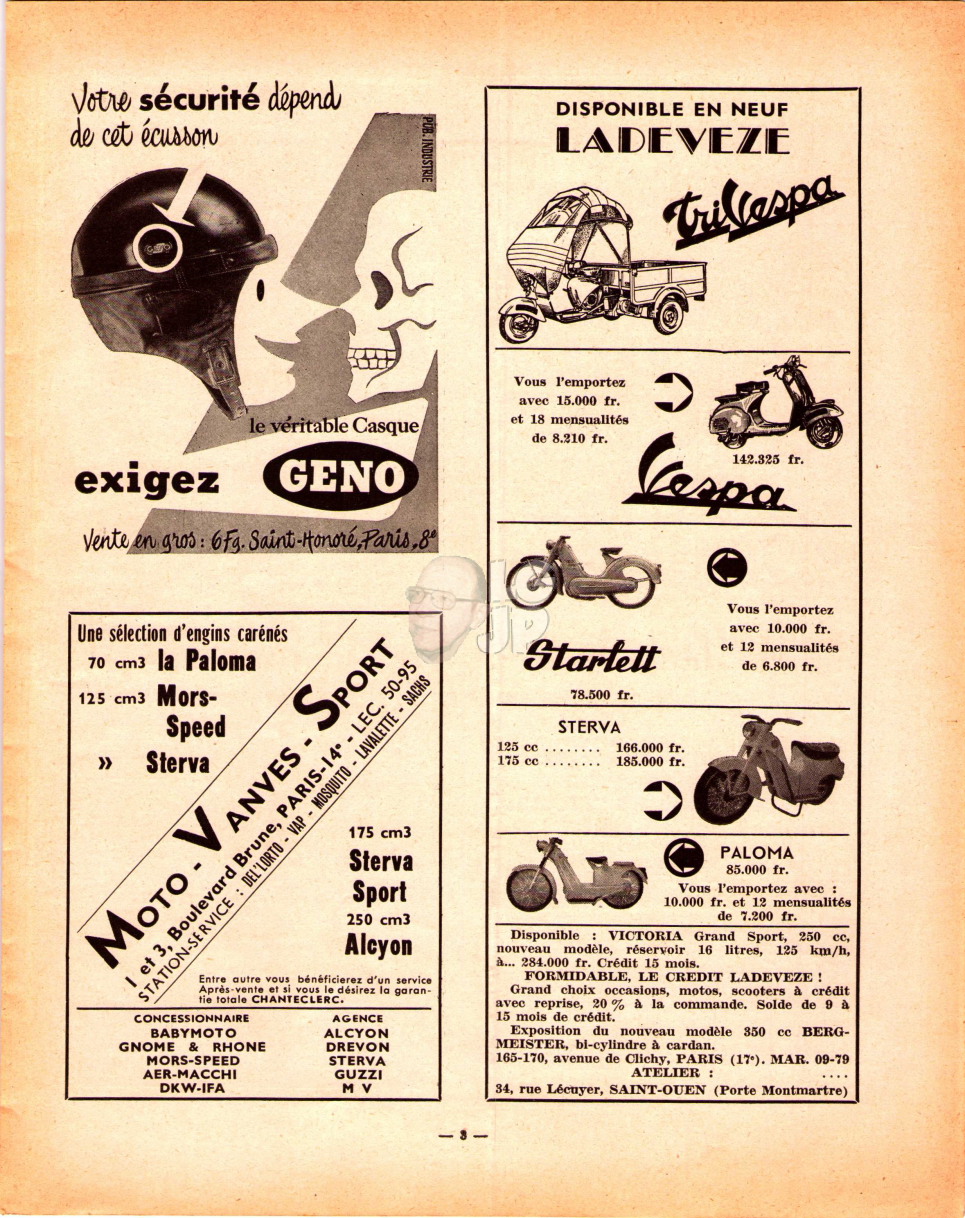 Votre sécurité dépend
de cet écusson
PUB. INDUSTRIE
le véritable Casque
exigez GENO
Vente en gros : 6 Fg. Saint-Honoré, Paris, 8e
Une sélection d'engins carénés
70 cm3 la Paloma
125 cm3 Mors-
Speed
» Sterva
MOTO - VANVES - SPORT
1 et 3, Boulevard Brune, PARIS-14e - LEC. 50-95
STATION-SERVICE : DEL'LORTO - VAP - MOSQUITO - LAVALETTE - SACHS
175 cm3
Sterva
Sport
250 cm3
Alcyon
Entre autre vous bénéficierez d'un service
Après-vente et si vous le désirez la garan-
tie totale CHANTECLERC.
CONCESSIONNAIRE
BABYMOTO
GNOME & RHONE
MORS-SPEED
AER-MACCHI
DKW-IFA
AGENCE
ALCYON
DREVON
STERVA
GUZZI
M V
DISPONIBLE EN NEUF
LADEVEZE
triVespa
Vous l'emportez
avec 15.000 fr.
et 18 mensualités
de 8.210 fr.
142.325 fr.
Vespa
Starlett
78.500 fr.
Vous l'emportez
avec 10.000 fr.
et 12 mensualités
de 6.800 fr.
STERVA
125 cc ........ 166.000 fr.
175 cc ........ 185.000 fr.
PALOMA
85.000 fr.
Vous l'emportez avec :
10.000 fr. et 12 mensualités
de 7.200 fr.
Disponible : VICTORIA Grand Sport, 250 cc,
nouveau modèle, réservoir 16 litres, 125 km/h,
à... 284.000 fr. Crédit 15 mois.
FORMIDABLE, LE CREDIT LADEVEZE !
Grand choix occasions, motos, scooters à crédit
avec reprise, 20 % à la commande. Solde de 9 à
15 mois de crédit.
Exposition du nouveau modèle 350 cc BERG-
MEISTER, bi-cylindre à cardan.
165-170, avenue de Clichy, PARIS (17e). MAR. 09-79
ATELIER : ....
34, rue Lécuyer, SAINT-OUEN (Porte Montmartre)
JP
— 3 —